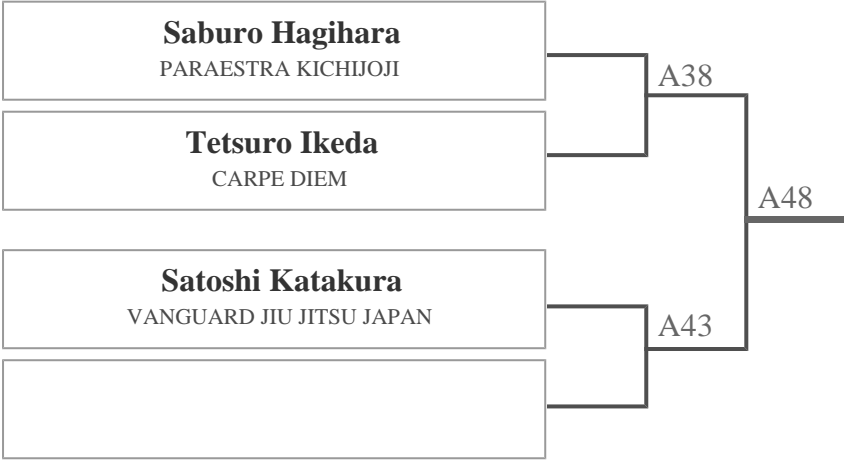 Saburo Hagihara
PARAESTRA KICHIJOJI
A38
Tetsuro Ikeda
CARPE DIEM
A48
Satoshi Katakura
VANGUARD JIU JITSU JAPAN
A43